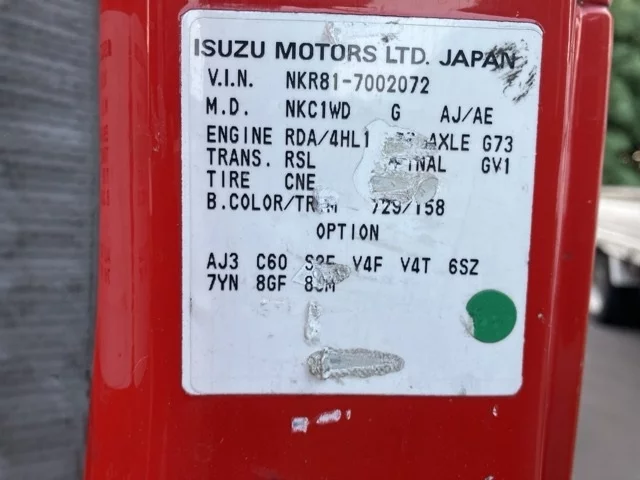 ISUZU MOTORS LTD. JAPAN
V.I.N. NKR81-7002072
M.D. NKC1WD G AJ/AE
ENGINE RDA/4HL1 AXLE G73
TRANS. RSL FINAL GV1
TIRE CNE
B.COLOR/TRIM 729/158
OPTION
AJ3 C60 V4F V4T 6SZ
7YN 8GF